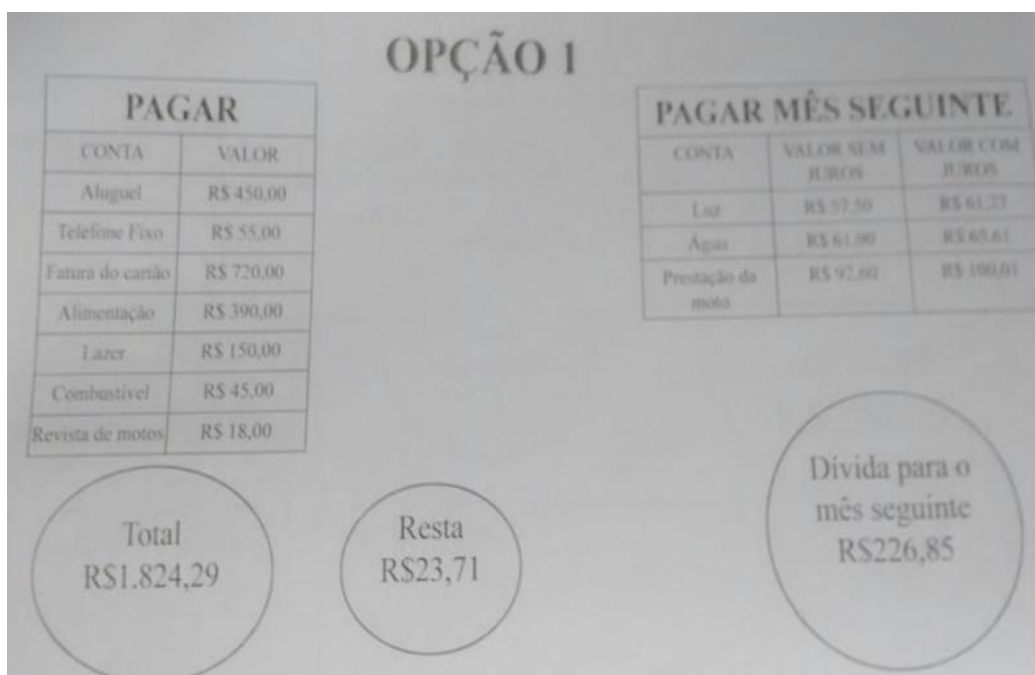 OPÇÃO 1
PAGAR
CONTA VALOR
Aluguel R$ 450,00
Telefone Fixo R$ 55,00
Fatura do cartão R$ 720,00
Alimentação R$ 390,00
Lazer R$ 150,00
Combustível R$ 45,00
Revista de motos R$ 18,00
PAGAR MÊS SEGUINTE
CONTA VALOR SEM VALOR COM
JUROS JUROS
Luz R$ 57,50 R$ 61,23
Água R$ 61,90 R$ 65,61
Prestação da R$ 92,60 R$ 100,01
moto
Total
R$1.824,29
Resta
R$23,71
Dívida para o
mês seguinte
R$226,85